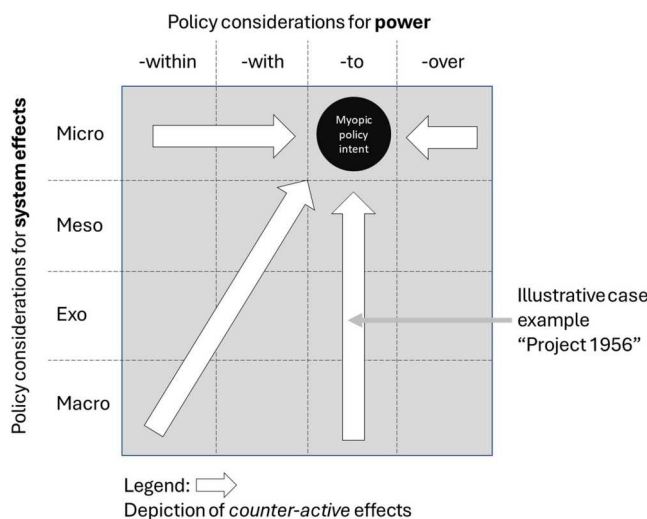 Policy considerations for power
-within -with -to -over
Policy considerations for system effects
Micro
Myopic
policy
intent
Meso
Exo
Macro
Illustrative case
example
“Project 1956”
Legend:
Depiction of counter-active effects